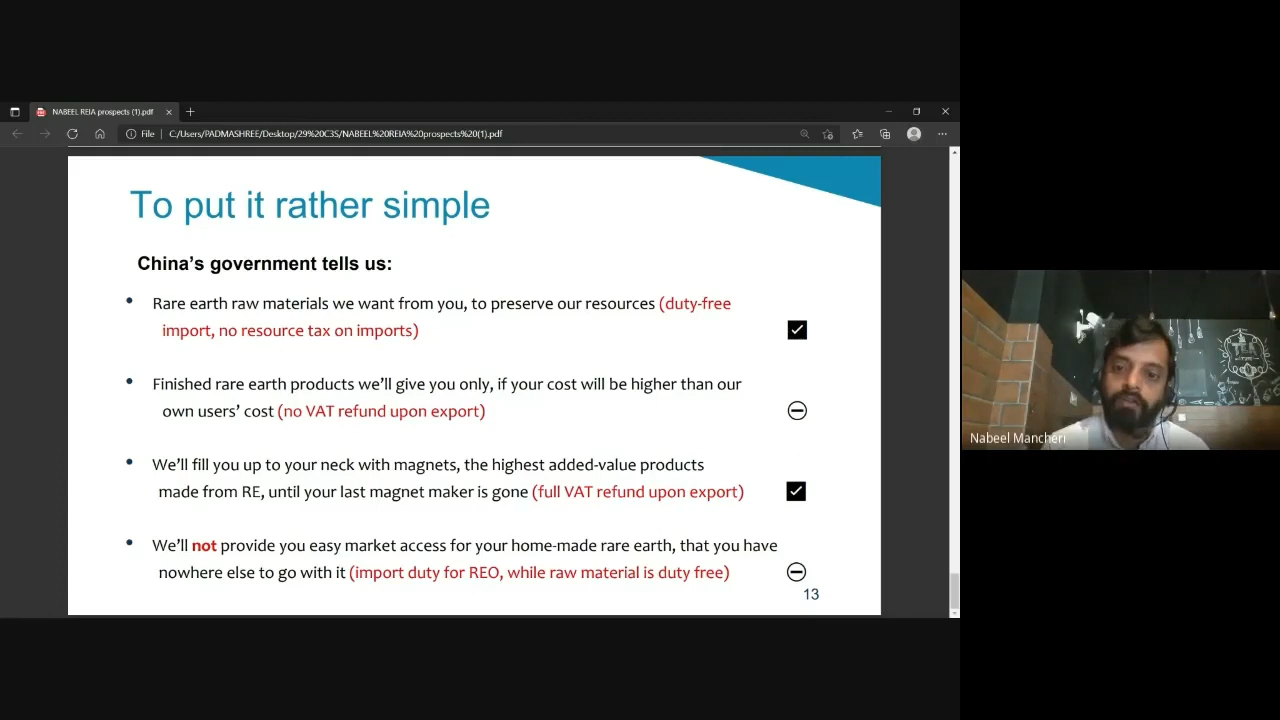 NABEEL REIA prospects (1).pdf
File | C:/Users/PADMASHREE/Desktop/29%20C3S/NABEEL%20REIA%20prospects%20(1).pdf
To put it rather simple
China's government tells us:
• Rare earth raw materials we want from you, to preserve our resources (duty-free
import, no resource tax on imports)
• Finished rare earth products we'll give you only, if your cost will be higher than our
own users' cost (no VAT refund upon export)
• We'll fill you up to your neck with magnets, the highest added-value products
made from RE, until your last magnet maker is gone (full VAT refund upon export)
• We'll not provide you easy market access for your home-made rare earth, that you have
nowhere else to go with it (import duty for REO, while raw material is duty free)
13
Nabeel Mancheri